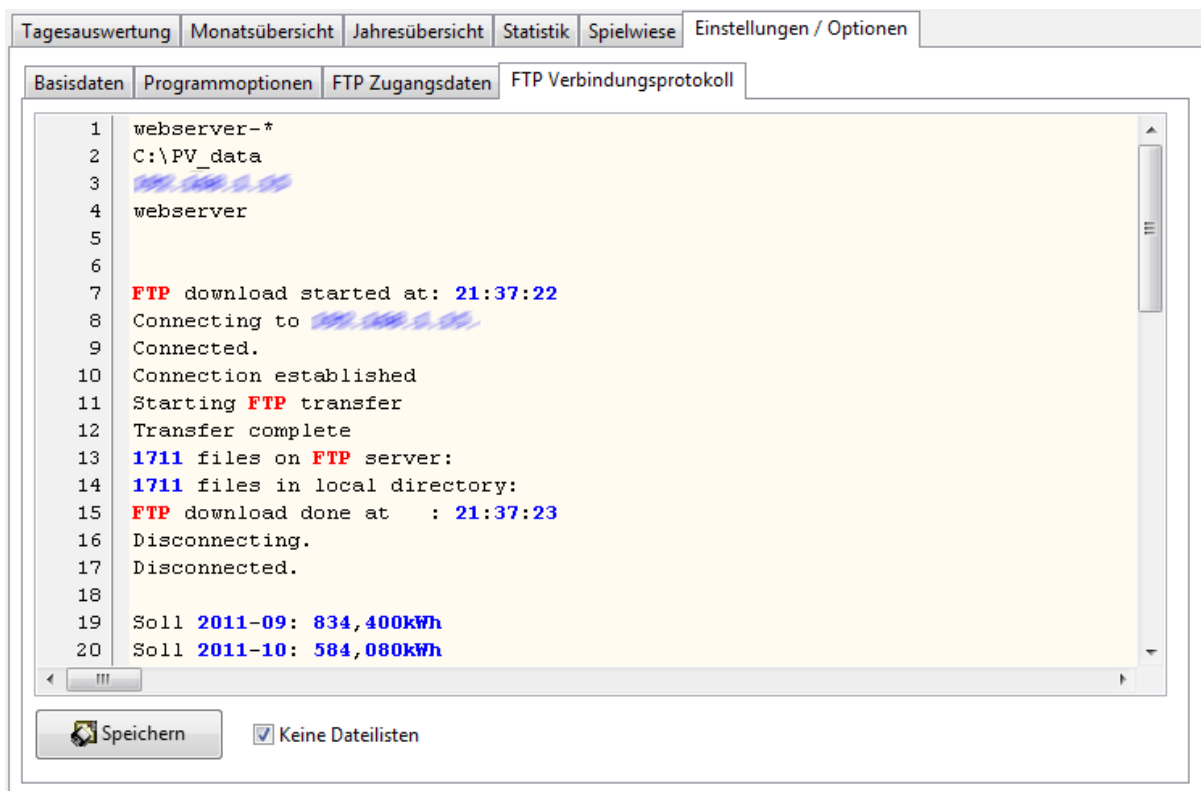 Tagesauswertung Monatsübersicht Jahresübersicht Statistik Spielwiese Einstellungen / Optionen
Basisdaten Programmoptionen FTP Zugangsdaten FTP Verbindungsprotokoll
1 webserver-*
2 C:\PV_data
3
4 webserver
5
6
7 FTP download started at: 21:37:22
8 Connecting to
9 Connected.
10 Connection established
11 Starting FTP transfer
12 Transfer complete
13 1711 files on FTP server:
14 1711 files in local directory:
15 FTP download done at   : 21:37:23
16 Disconnecting.
17 Disconnected.
18
19 Soll 2011-09: 834,400kWh
20 Soll 2011-10: 584,080kWh
Speichern Keine Dateilisten